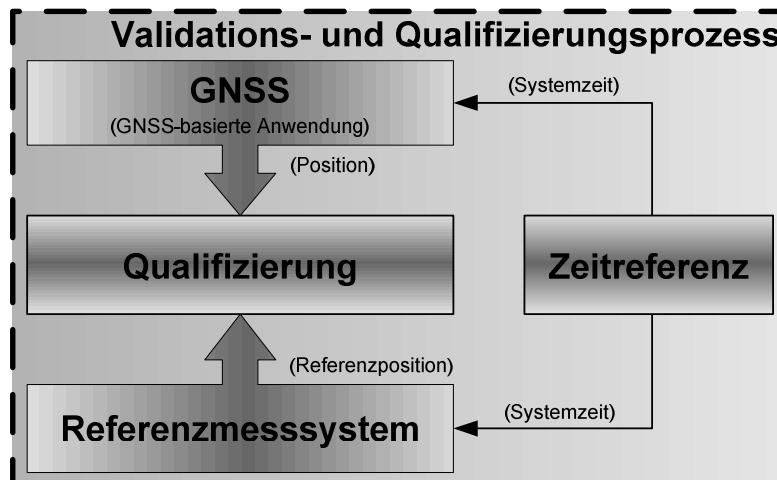 Validations- und Qualifizierungsprozess
GNSS
(GNSS-basierte Anwendung)
(Systemzeit)
(Position)
Qualifizierung
Zeitreferenz
(Referenzposition)
Referenzmesssystem
(Systemzeit)